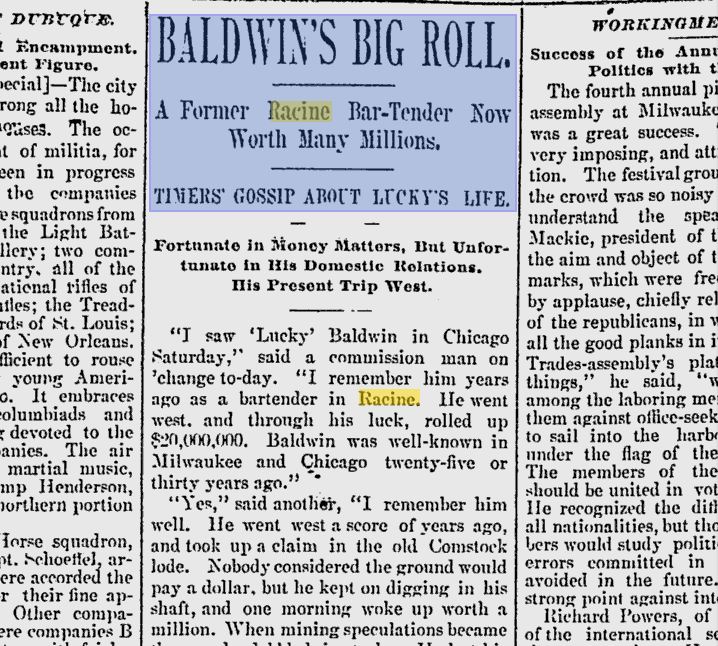 DUBUQUE.
Encampment.
ent Figure.
pecial]—The city
rong all the ho-
uses. The oc-
t of militia, for
een in progress
the companies
e squadrons from
the Light Bat-
llery; two com-
ntry, all of the
ational rifles of
tles; the Tread-
rds of St. Louis;
f New Orleans.
fficient to rouse
young Ameri-
o. It embraces
columbiads and
g devoted to the
panies. The air
martial music,
mp Henderson,
northern portion
Horse squadron,
pt. Schoeffel, ar-
ere accorded the
r their fine ap-
Other compa-
ere companies B
BALDWIN'S BIG ROLL.
A Former Racine Bar-Tender Now
Worth Many Millions.
TIMERS' GOSSIP ABOUT LUCKY'S LIFE.
Fortunate in Money Matters, But Unfor-
tunate in His Domestic Relations.
His Present Trip West.
"I saw 'Lucky' Baldwin in Chicago
Saturday," said a commission man on
'change to-day. "I remember him years
ago as a bartender in Racine. He went
west, and through his luck, rolled up
$20,000,000. Baldwin was well-known in
Milwaukee and Chicago twenty-five or
thirty years ago."
"Yes," said another, "I remember him
well. He went west a score of years ago,
and took up a claim in the old Comstock
lode. Nobody considered the ground would
pay a dollar, but he kept on digging in his
shaft, and one morning woke up worth a
million. When mining speculations became
WORKINGME
Success of the Annu
Politics with t
The fourth annual pi
assembly at Milwauke
was a great success.
very imposing, and att
tion. The festival grou
the crowd was so noisy
understand the spea
Mackie, president of t
the aim and object of t
marks, which were fre
by applause, chiefly rel
of the republicans, in w
all the good planks in i
Trades-assembly's plat
things," he said, "w
among the laboring me
them against office-seek
to sail into the harbo
under the flag of the
The members of the
should be united in vot
He recognized the diff
all nationalities, but tho
bers would study politi
errors committed in
avoided in the future.
strong point against inte
Richard Powers, of
of the international se